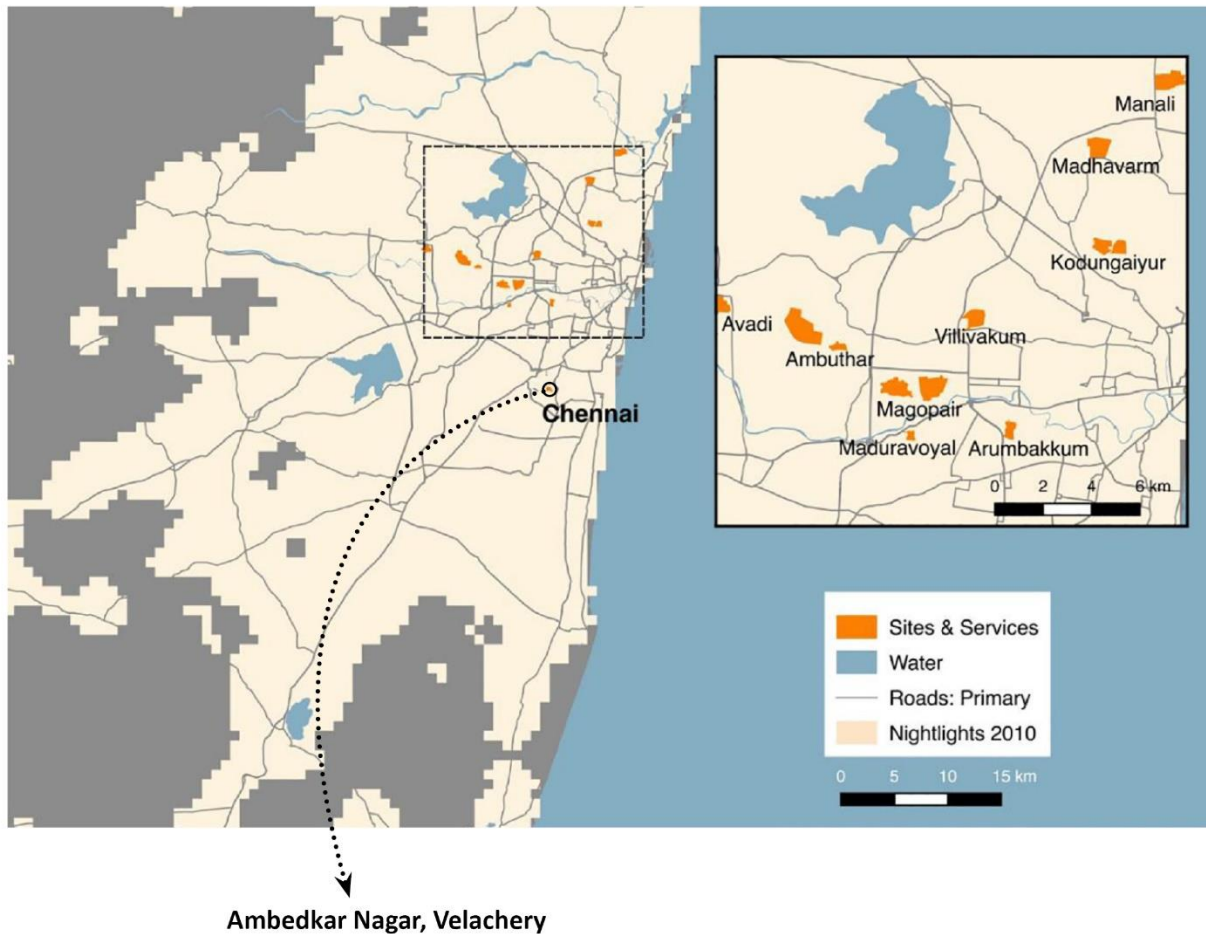 Manali
Madhavarm
Kodungaiyur
Avadi
Villivakum
Ambuthar
Magopair
Maduravoyal
Arumbakkum
0 2 4 6 km
Chennai
Sites & Services
Water
Roads: Primary
Nightlights 2010
0 5 10 15 km
Ambedkar Nagar, Velachery